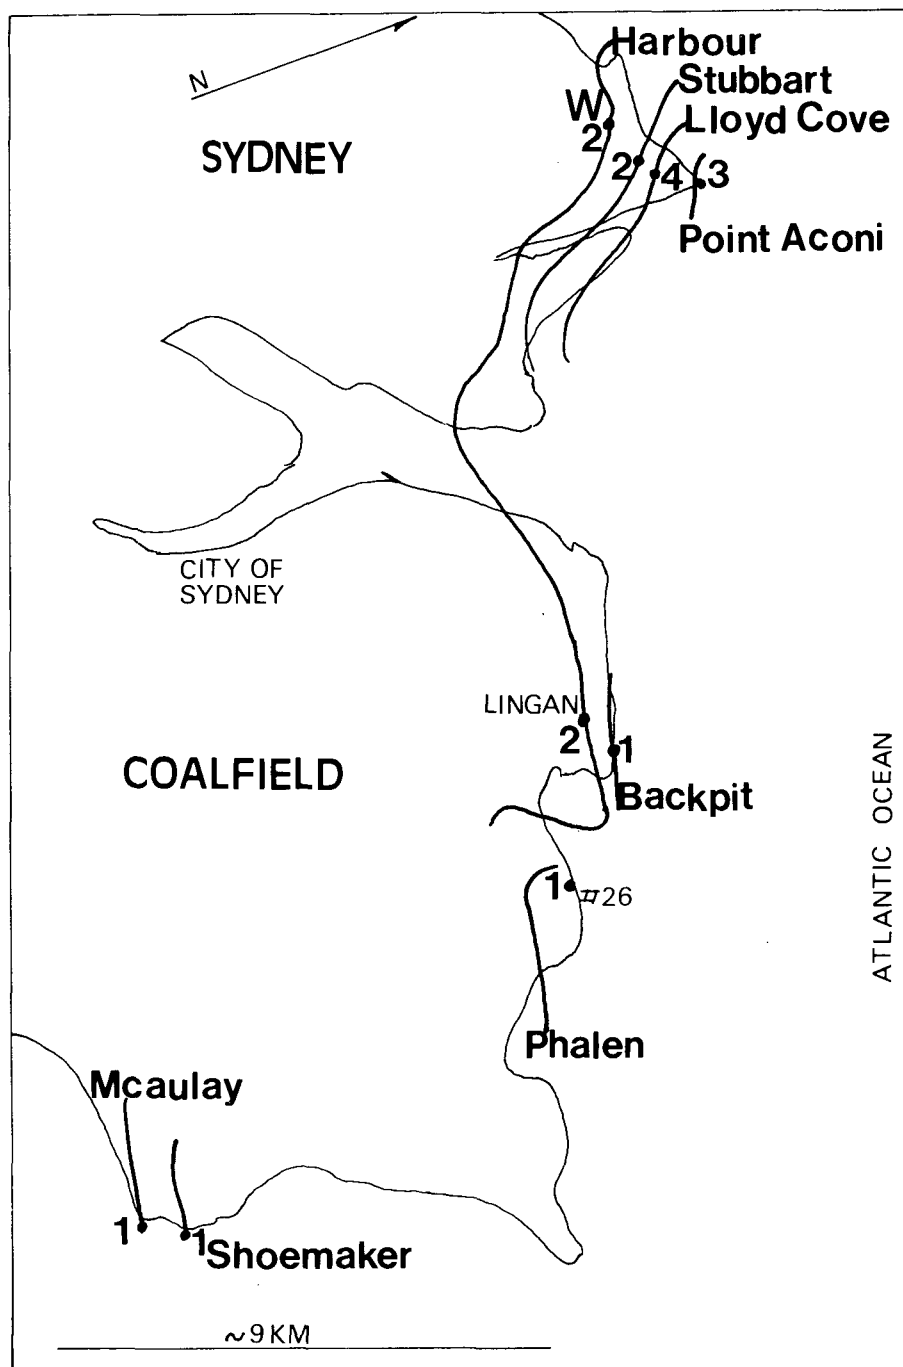 Harbour
N
Stubbart
W
Lloyd Cove
2
SYDNEY
2
4
3
Point Aconi
CITY OF
SYDNEY
LINGAN
2
1
COALFIELD
Backpit
ATLANTIC OCEAN
1
#26
Phalen
Mcaulay
1
1
Shoemaker
~9KM